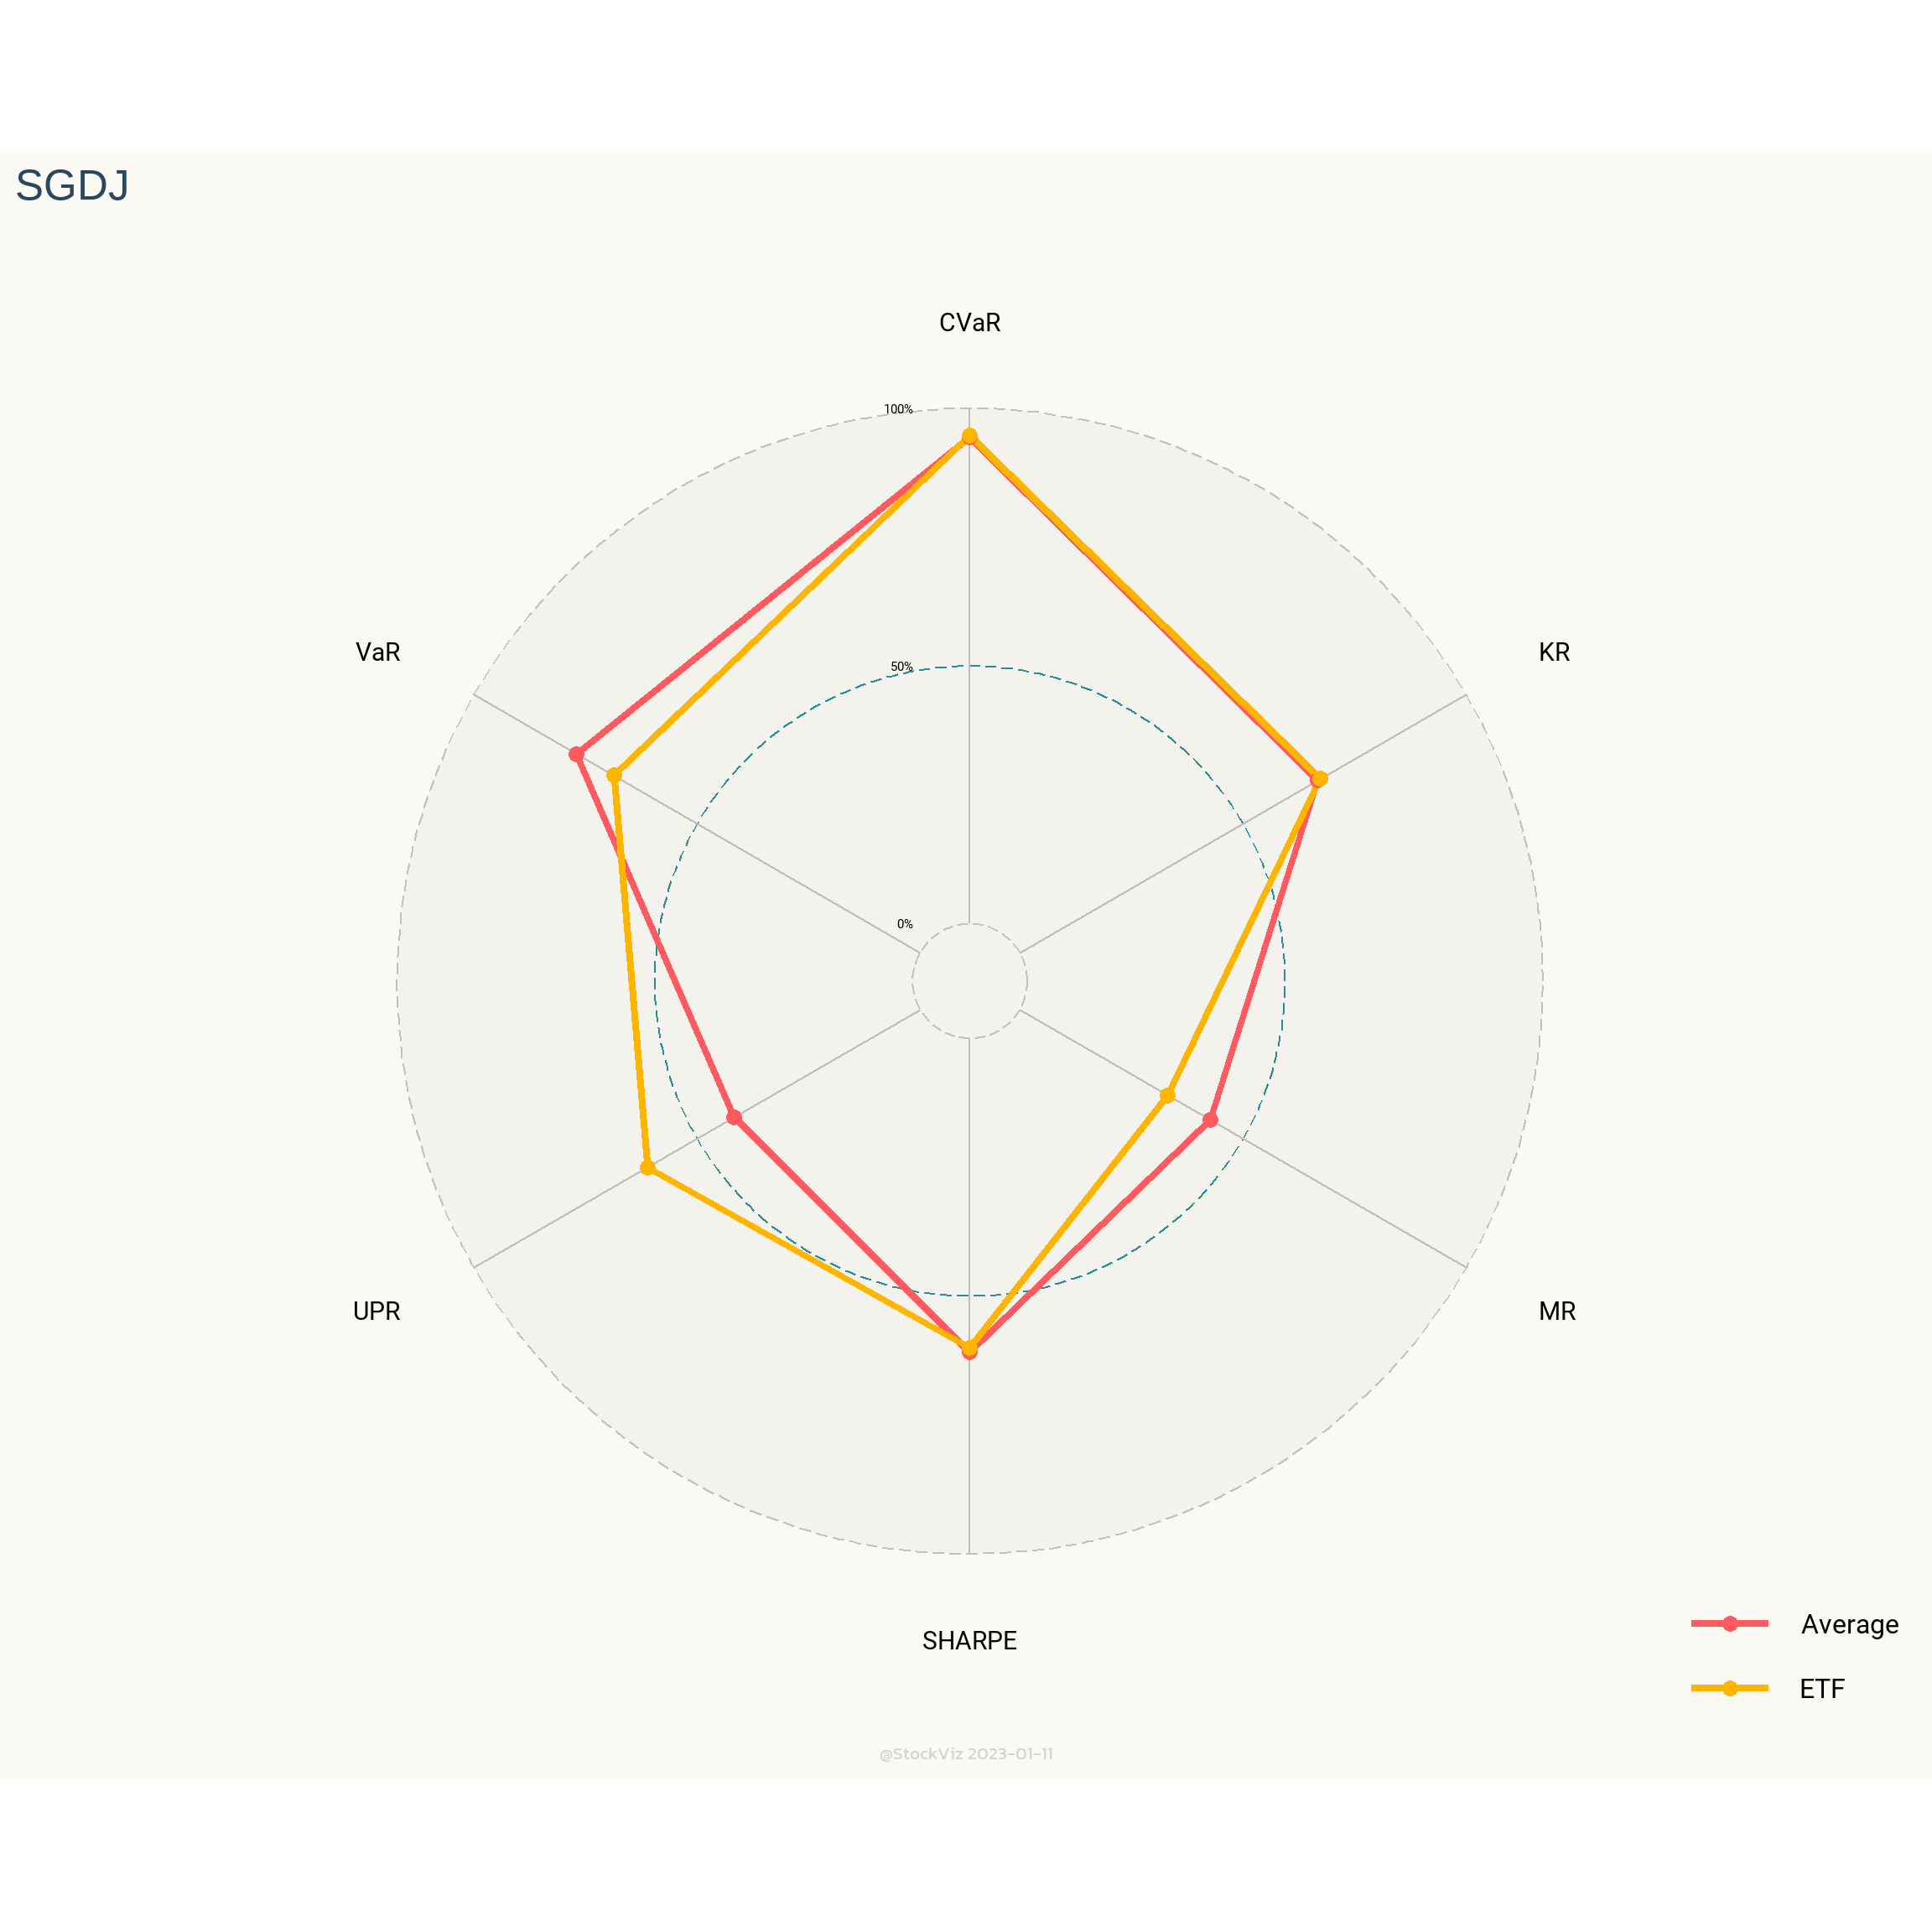 SGDJ
CVaR
100%
VaR
KR
50%
0%
UPR
MR
SHARPE
Average
ETF
@StockViz 2023-01-11